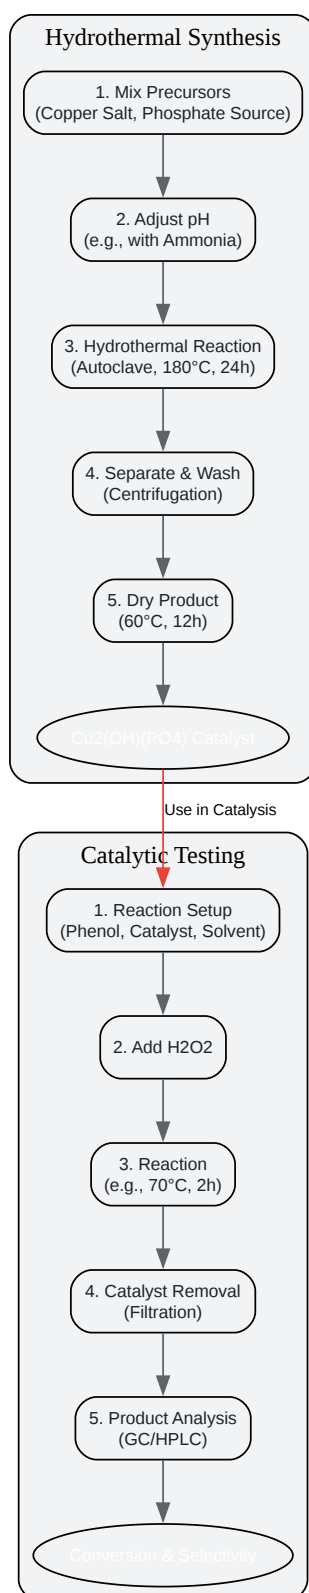 Hydrothermal Synthesis
1. Mix Precursors
(Copper Salt, Phosphate Source)
2. Adjust pH
(e.g., with Ammonia)
3. Hydrothermal Reaction
(Autoclave, 180°C, 24h)
4. Separate & Wash
(Centrifugation)
5. Dry Product
(60°C, 12h)
Cu2(OH)(PO4) Catalyst
Use in Catalysis
Catalytic Testing
1. Reaction Setup
(Phenol, Catalyst, Solvent)
2. Add H2O2
3. Reaction
(e.g., 70°C, 2h)
4. Catalyst Removal
(Filtration)
5. Product Analysis
(GC/HPLC)
Conversion & Selectivity